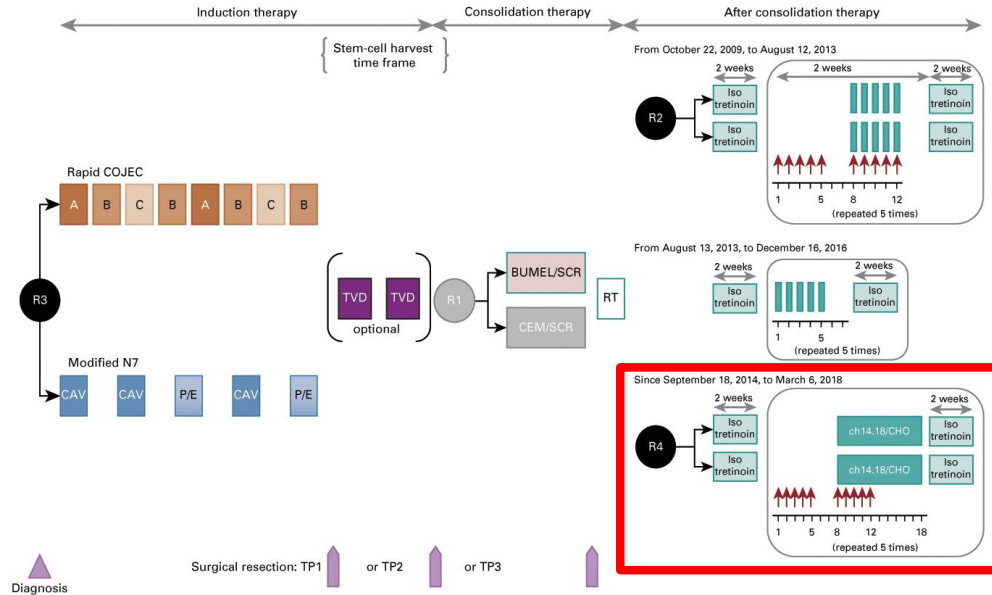 Induction therapy
Consolidation therapy
After consolidation therapy
Stem-cell harvest
time frame
From October 22, 2009, to August 12, 2013
2 weeks
2 weeks
2 weeks
R2
Iso
tretinoin
Iso
tretinoin
Iso
tretinoin
Iso
tretinoin
1 5 8 12
(repeated 5 times)
Rapid COJEC
A B C B A B C B
R3
TVD TVD
optional
R1
BUMEL/SCR
CEM/SCR
RT
From August 13, 2013, to December 16, 2016
2 weeks
2 weeks
Iso
tretinoin
Iso
tretinoin
1 5
(repeated 5 times)
Modified N7
CAV CAV P/E CAV P/E
Since September 18, 2014, to March 6, 2018
2 weeks
2 weeks
R4
Iso
tretinoin
Iso
tretinoin
ch14.18/CHO
ch14.18/CHO
Iso
tretinoin
Iso
tretinoin
1 5 8 12 18
(repeated 5 times)
Diagnosis
Surgical resection: TP1 or TP2 or TP3